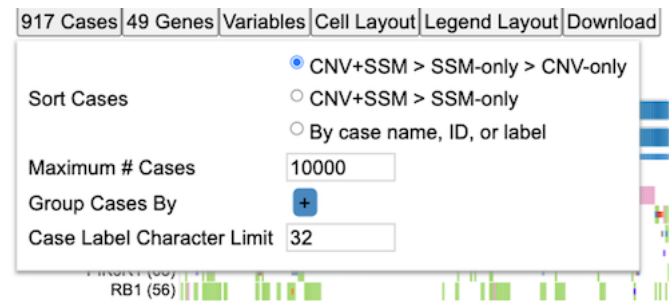 917 Cases 49 Genes Variables Cell Layout Legend Layout Download
CNV+SSM > SSM-only > CNV-only
Sort Cases
CNV+SSM > SSM-only
By case name, ID, or label
Maximum # Cases 10000
Group Cases By +
Case Label Character Limit 32
RB1 (56)